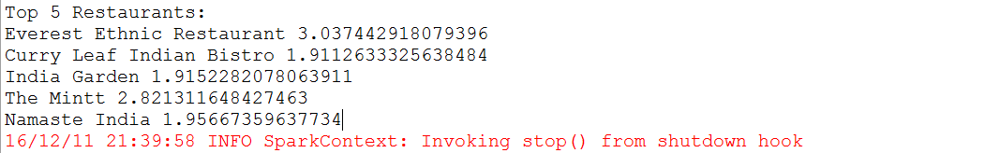 Top 5 Restaurants:
Everest Ethnic Restaurant 3.037442918079396
Curry Leaf Indian Bistro 1.9112633325638484
India Garden 1.9152282078063911
The Mintt 2.821311648427463
Namaste India 1.95667359637734
16/12/11 21:39:58 INFO SparkContext: Invoking stop() from shutdown hook